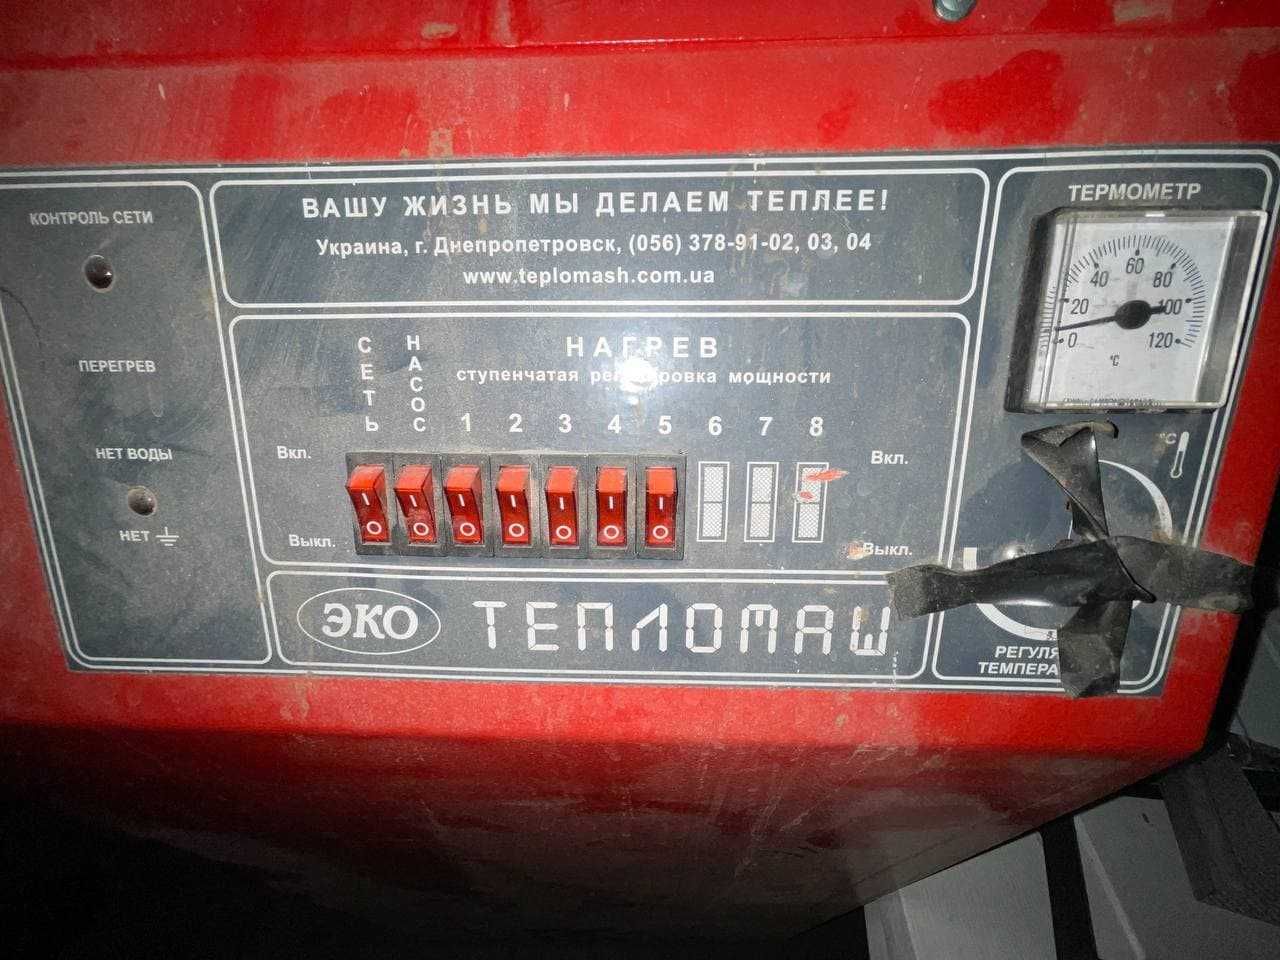 КОНТРОЛЬ СЕТИ
ПЕРЕГРЕВ
НЕТ ВОДЫ
НЕТ
ВАШУ ЖИЗНЬ МЫ ДЕЛАЕМ ТЕПЛЕЕ!
Украина, г. Днепропетровск, (056) 378-91-02, 03, 04
www.teplomash.com.ua
СЕТЬ
НАСОС
НАГРЕВ
ступенчатая регулировка мощности
1 2 3 4 5 6 7 8
Вкл. Вкл.
Выкл. Выкл.
ЭКО ТЕПЛОМАШ
ТЕРМОМЕТР
0 20 40 60 80 100 120
°C
°C